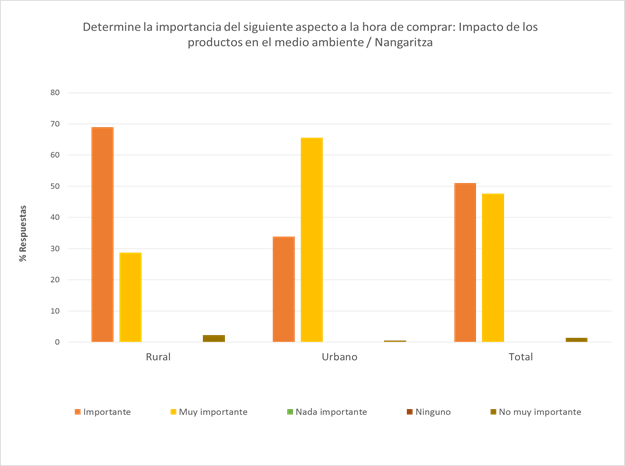 Determine la importancia del siguiente aspecto a la hora de comprar: Impacto de los
productos en el medio ambiente / Nangaritza
80
70
60
50
40
30
20
10
0
% Respuestas
Rural Urbano Total
Importante Muy importante Nada importante Ninguno No muy importante